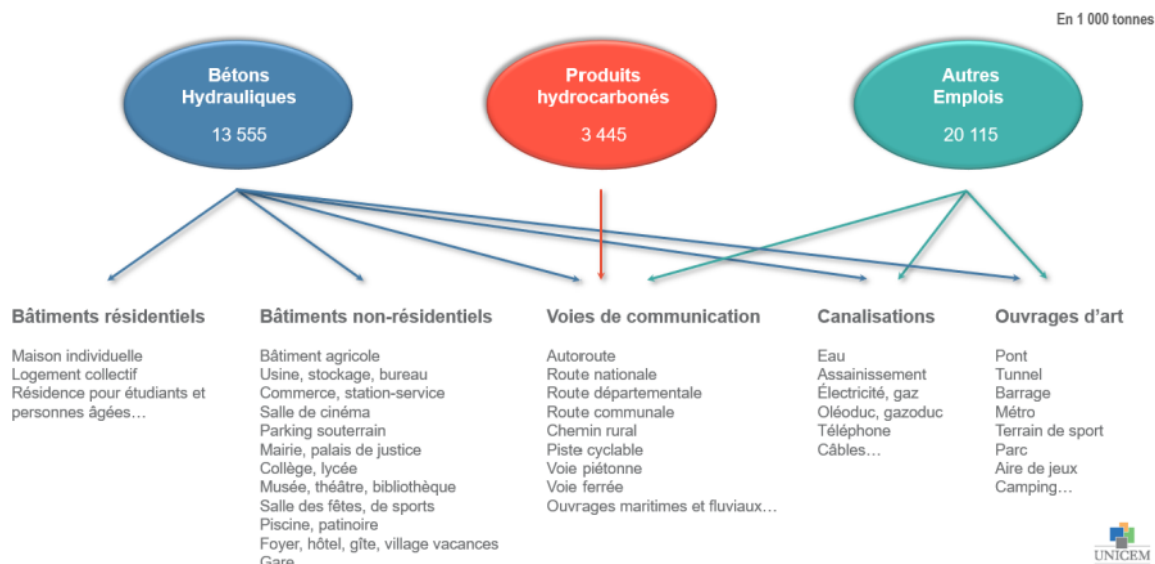 En 1 000 tonnes
Bétons
Hydrauliques
13 555
Produits
hydrocarbonés
3 445
Autres
Emplois
20 115
Bâtiments résidentiels
Maison individuelle
Logement collectif
Résidence pour étudiants et
personnes âgées…
Bâtiments non-résidentiels
Bâtiment agricole
Usine, stockage, bureau
Commerce, station-service
Salle de cinéma
Parking souterrain
Mairie, palais de justice
Collège, lycée
Musée, théâtre, bibliothèque
Salle des fêtes, de sports
Piscine, patinoire
Foyer, hôtel, gîte, village vacances
Gare
Voies de communication
Autoroute
Route nationale
Route départementale
Route communale
Chemin rural
Piste cyclable
Voie piétonne
Voie ferrée
Ouvrages maritimes et fluviaux…
Canalisations
Eau
Assainissement
Électricité, gaz
Oléoduc, gazoduc
Téléphone
Câbles…
Ouvrages d'art
Pont
Tunnel
Barrage
Métro
Terrain de sport
Parc
Aire de jeux
Camping…
UNICEM